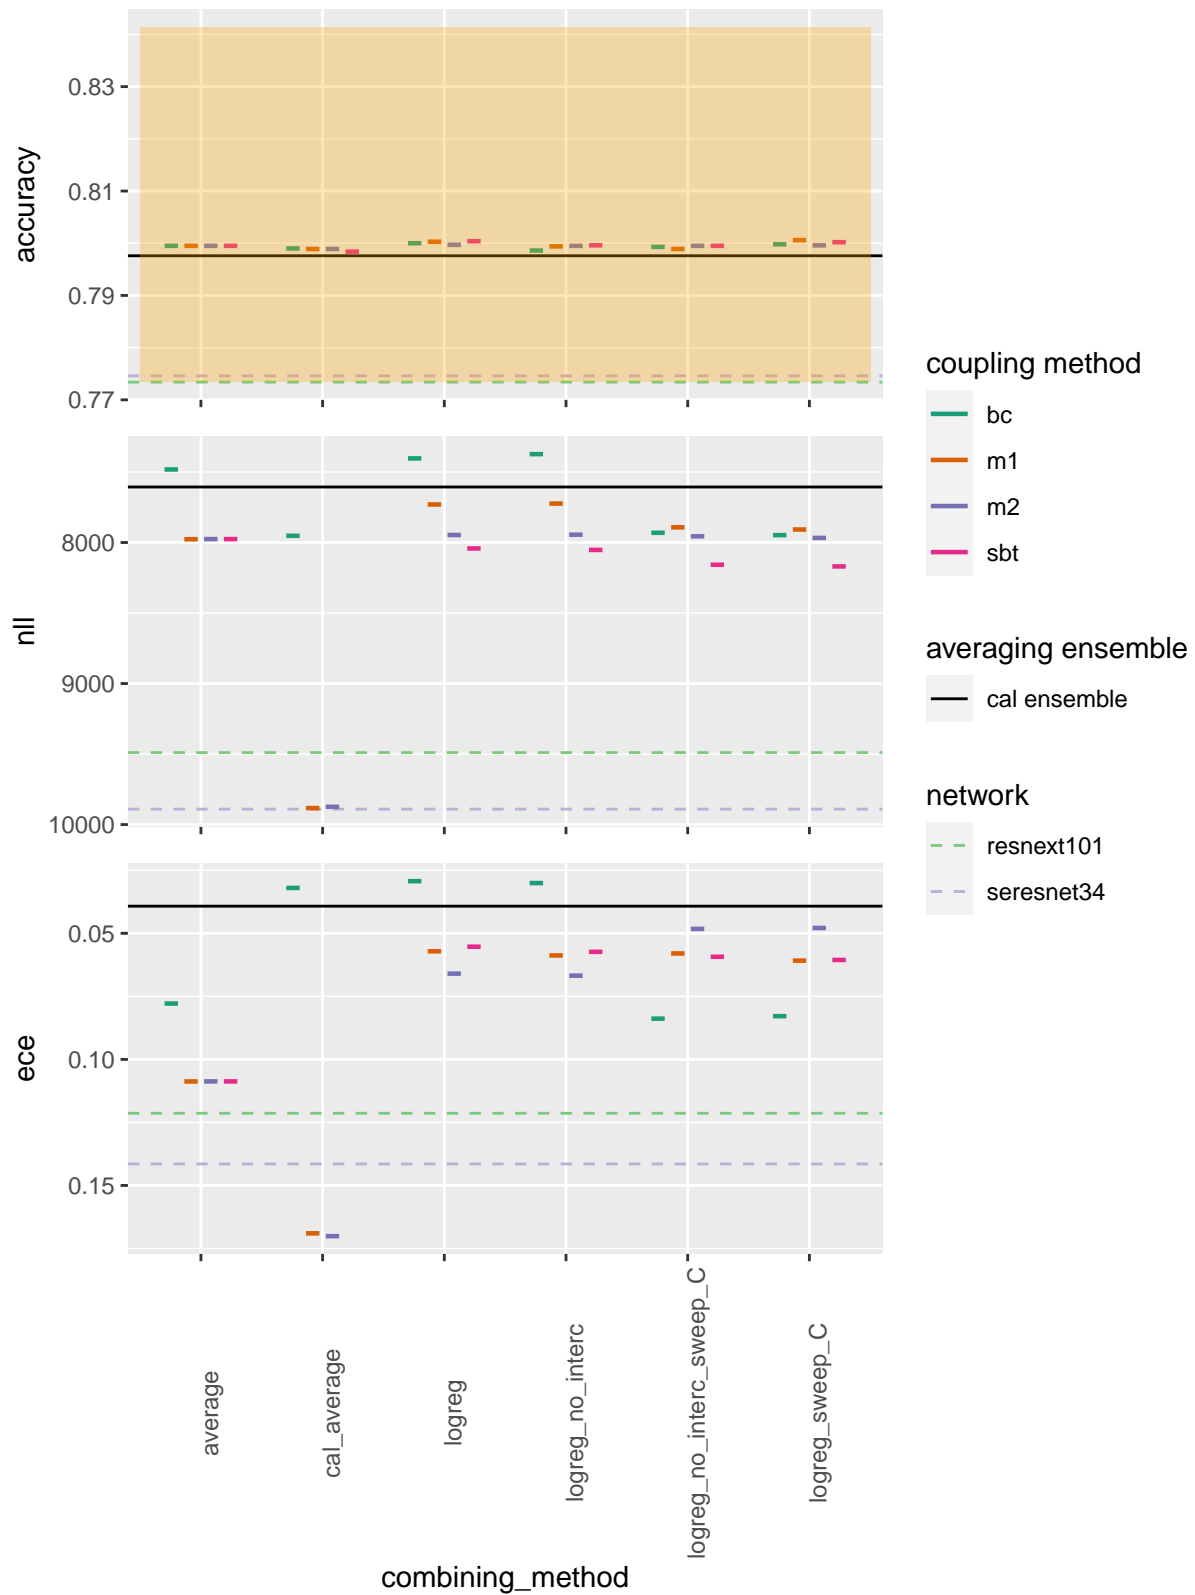 accuracy
0.83
0.81
0.79
0.77
nll
8000
9000
10000
ece
0.05
0.10
0.15
average
cal_average
logreg
logreg_no_interc
logreg_no_interc_sweep_C
logreg_sweep_C
combining_method
coupling method
bc
m1
m2
sbt
averaging ensemble
cal ensemble
network
resnext101
seresnet34